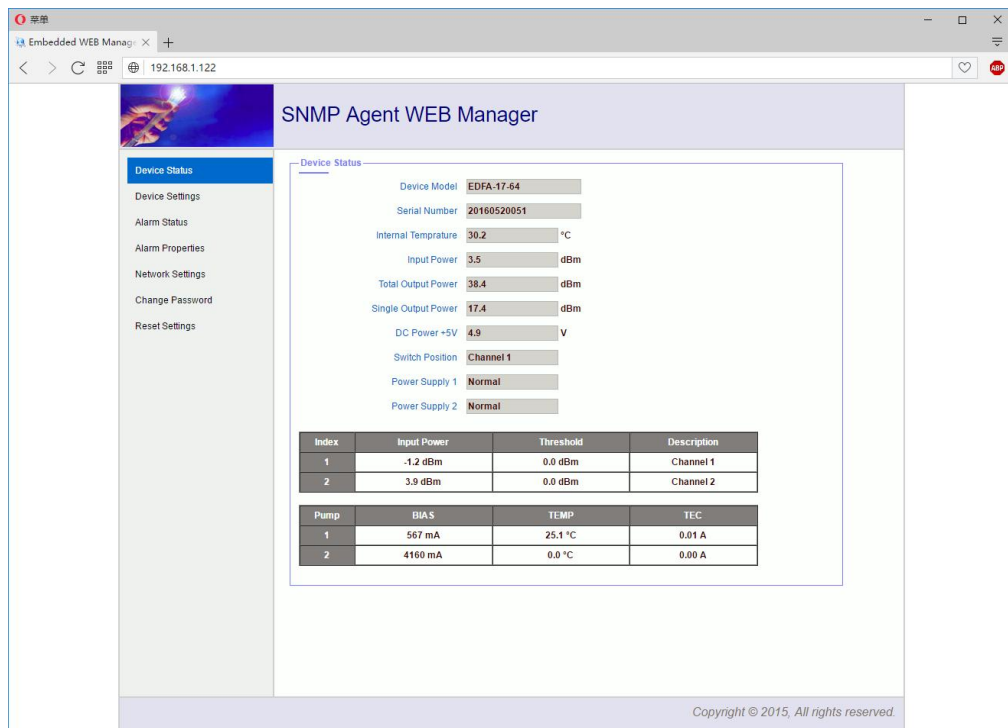 菜单
Embedded WEB Manag
192.168.1.122
ABP
SNMP Agent WEB Manager
Device Status
Device Settings
Alarm Status
Alarm Properties
Network Settings
Change Password
Reset Settings
Device Status
Device Model EDFA-17-64
Serial Number 20160520051
Internal Temprature 30.2 °C
Input Power 3.5 dBm
Total Output Power 38.4 dBm
Single Output Power 17.4 dBm
DC Power +5V 4.9 V
Switch Position Channel 1
Power Supply 1 Normal
Power Supply 2 Normal
Index Input Power Threshold Description
1 -1.2 dBm 0.0 dBm Channel 1
2 3.9 dBm 0.0 dBm Channel 2
Pump BIAS TEMP TEC
1 567 mA 25.1 °C 0.01 A
2 4160 mA 0.0 °C 0.00 A
Copyright © 2015, All rights reserved.